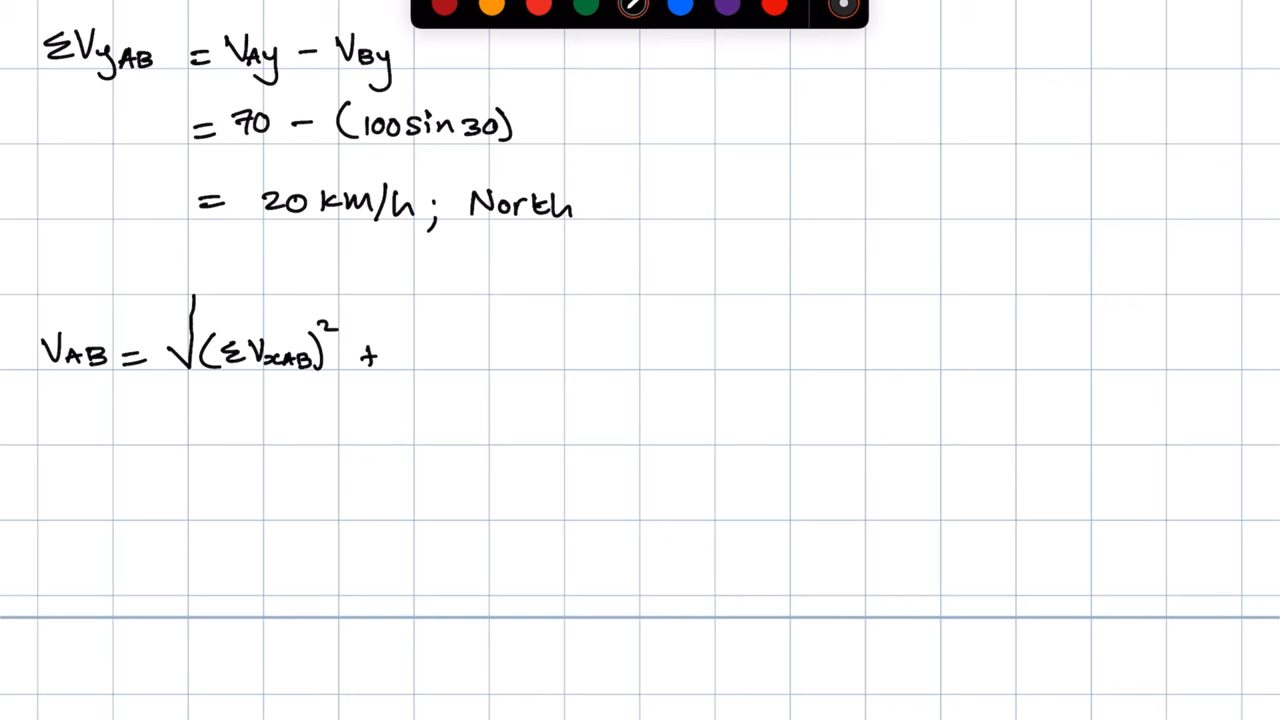 ΣVyAB = VAy - VBy
= 70 - (100sin30)
= 20 km/h ; North
VAB = √(ΣVxAB)² +